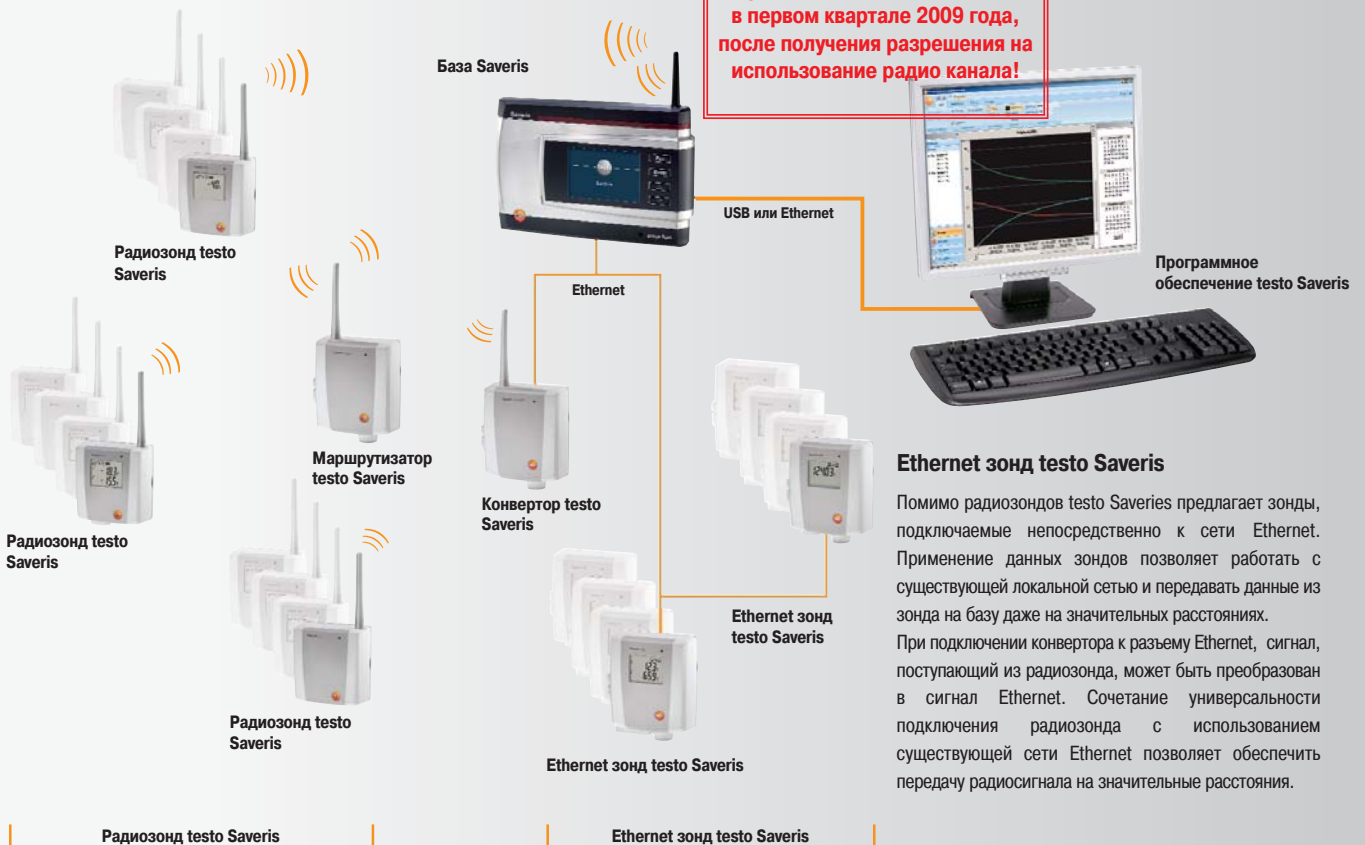 в первом квартале 2009 года,
после получения разрешения на
использование радио канала!
База Saveris
USB или Ethernet
Ethernet
Радиозонд testo
Saveris
Программное
обеспечение testo Saveris
Маршрутизатор
testo Saveris
Конвертор testo
Saveris
Радиозонд testo
Saveris
Ethernet зонд
testo Saveris
Радиозонд testo
Saveris
Ethernet зонд testo Saveris
Ethernet зонд testo Saveris
Помимо радиозондов testo Saveries предлагает зонды,
подключаемые непосредственно к сети Ethernet.
Применение данных зондов позволяет работать с
существующей локальной сетью и передавать данные из
зонда на базу даже на значительных расстояниях.
При подключении конвертора к разъему Ethernet, сигнал,
поступающий из радиозонда, может быть преобразован
в сигнал Ethernet. Сочетание универсальности
подключения радиозонда с использованием
существующей сети Ethernet позволяет обеспечить
передачу радиосигнала на значительные расстояния.
Радиозонд testo Saveris
Ethernet зонд testo Saveris